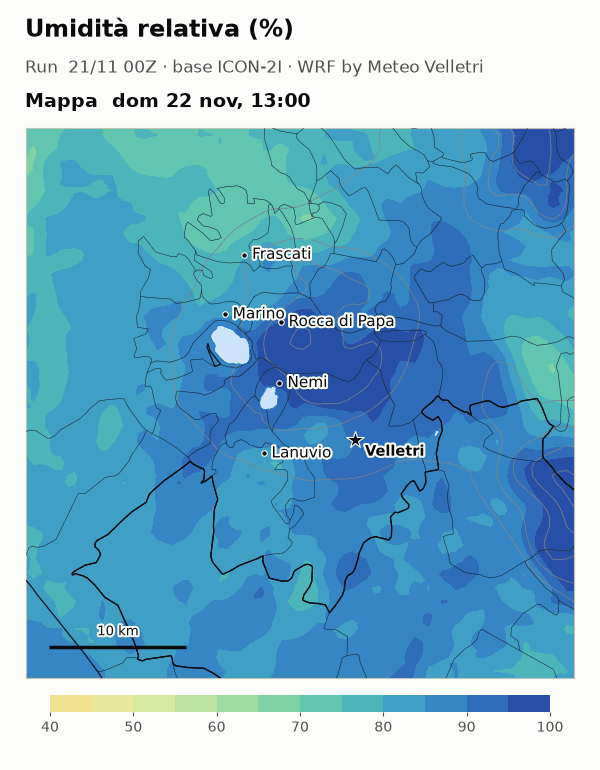 Umidità relativa (%)
Run  21/11 00Z · base ICON-2I · WRF by Meteo Velletri
Mappa  dom 22 nov, 13:00
Frascati
Marino
Rocca di Papa
Nemi
Velletri
Lanuvio
10 km
40 50 60 70 80 90 100